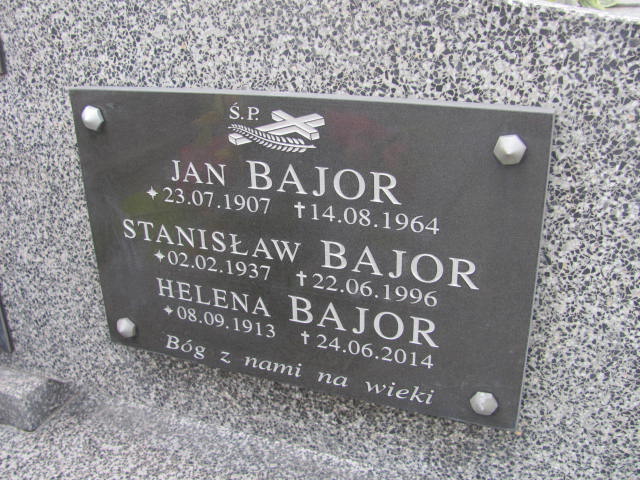 Ś.P.
JAN BAJOR
✦23.07.1907 ✝14.08.1964
STANISŁAW BAJOR
✦02.02.1937 ✝22.06.1996
HELENA BAJOR
✦08.09.1913 ✝24.06.2014
Bóg z nami na wieki